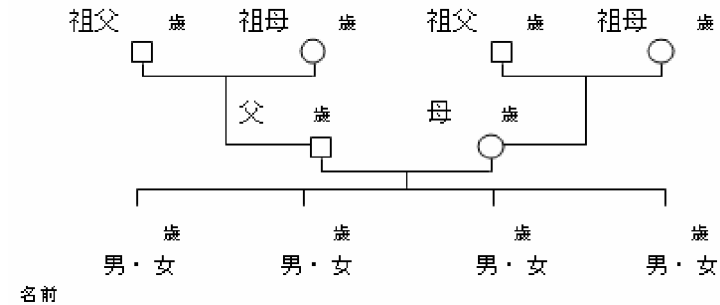 祖父 歳 祖母 歳 祖父 歳 祖母 歳
父 歳 母 歳
歳 歳 歳 歳
男・女 男・女 男・女 男・女
名前